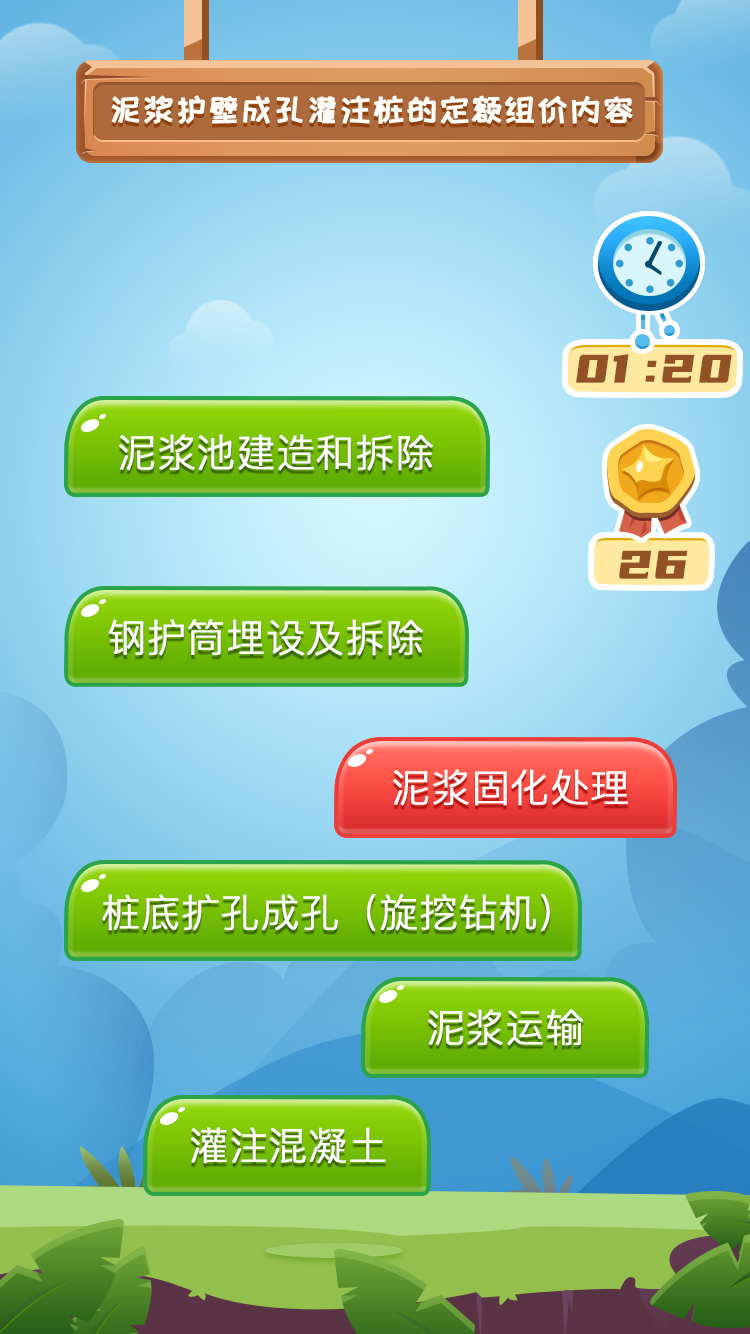 泥浆护壁成孔灌注桩的定额组价内容
01:20
26
泥浆池建造和拆除
钢护筒埋设及拆除
泥浆固化处理
桩底扩孔成孔（旋挖钻机）
泥浆运输
灌注混凝土